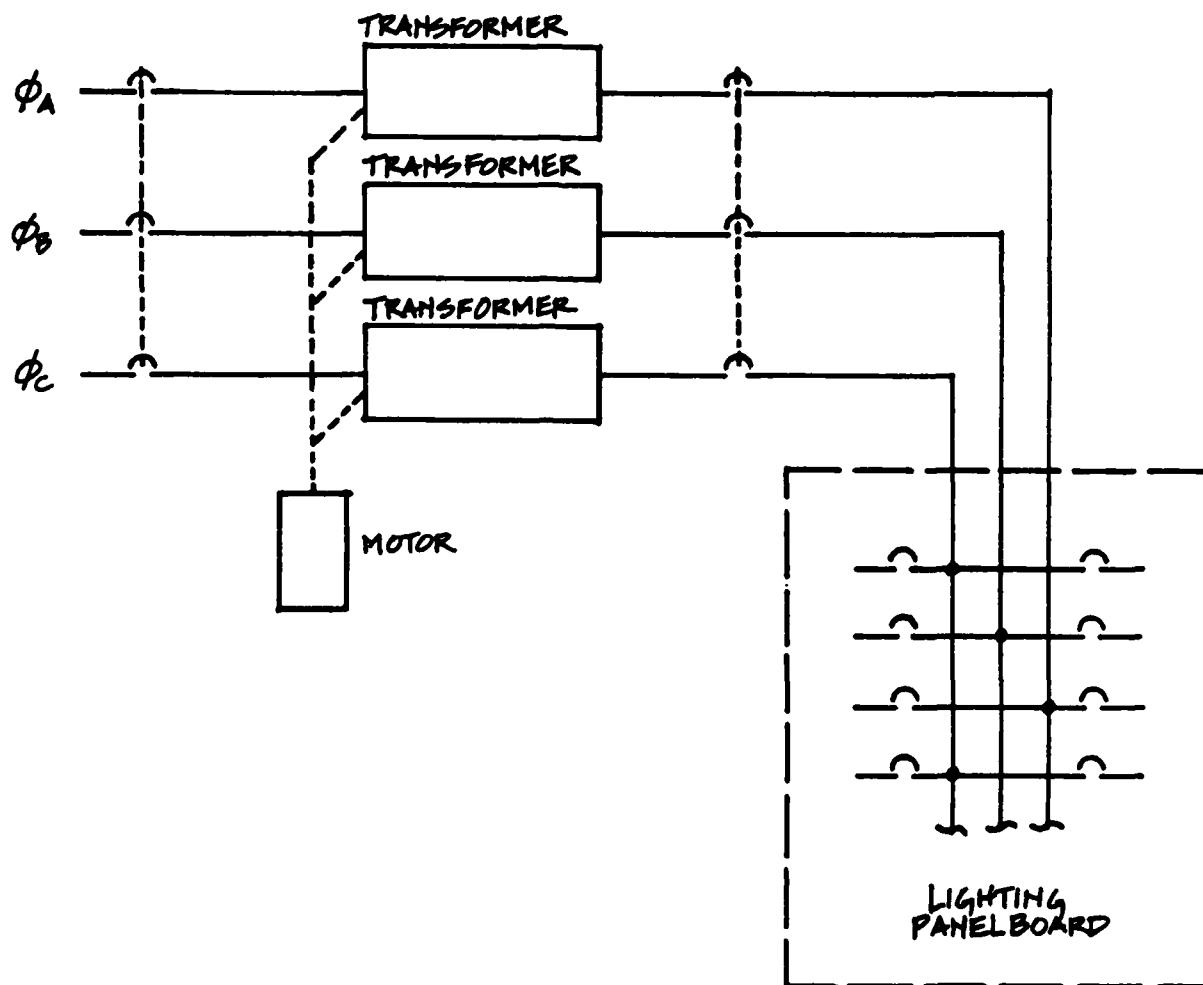 TRANSFORMER
ϕA
TRANSFORMER
ϕB
TRANSFORMER
ϕC
MOTOR
LIGHTING
PANELBOARD